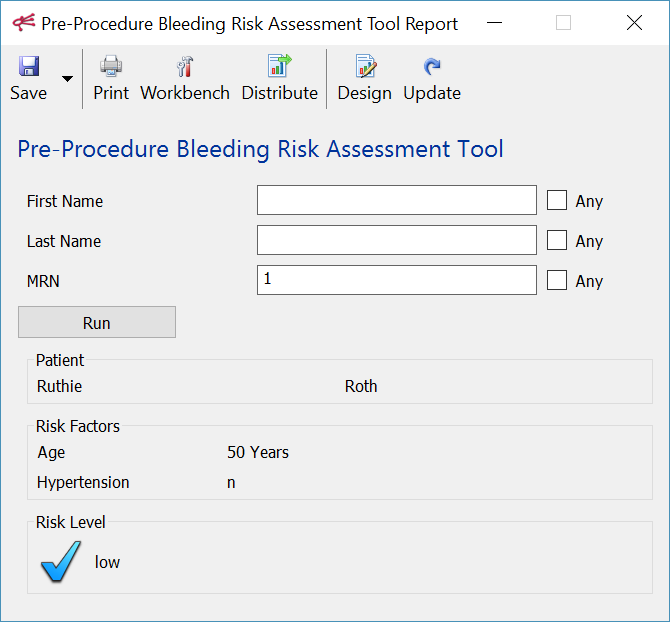 Pre-Procedure Bleeding Risk Assessment Tool Report
Save Print Workbench Distribute Design Update
Pre-Procedure Bleeding Risk Assessment Tool
First Name Any
Last Name Any
MRN 1 Any
Run
Patient
Ruthie Roth
Risk Factors
Age 50 Years
Hypertension n
Risk Level
low